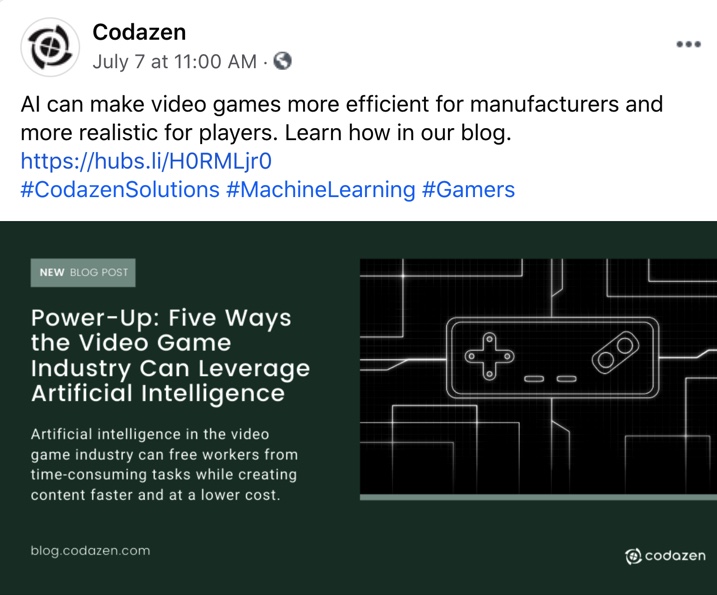 Codazen
July 7 at 11:00 AM ·
AI can make video games more efficient for manufacturers and
more realistic for players. Learn how in our blog.
https://hubs.li/H0RMLjr0
#CodazenSolutions #MachineLearning #Gamers
NEW BLOG POST
Power-Up: Five Ways
the Video Game
Industry Can Leverage
Artificial Intelligence
Artificial intelligence in the video
game industry can free workers from
time-consuming tasks while creating
content faster and at a lower cost.
blog.codazen.com
codazen